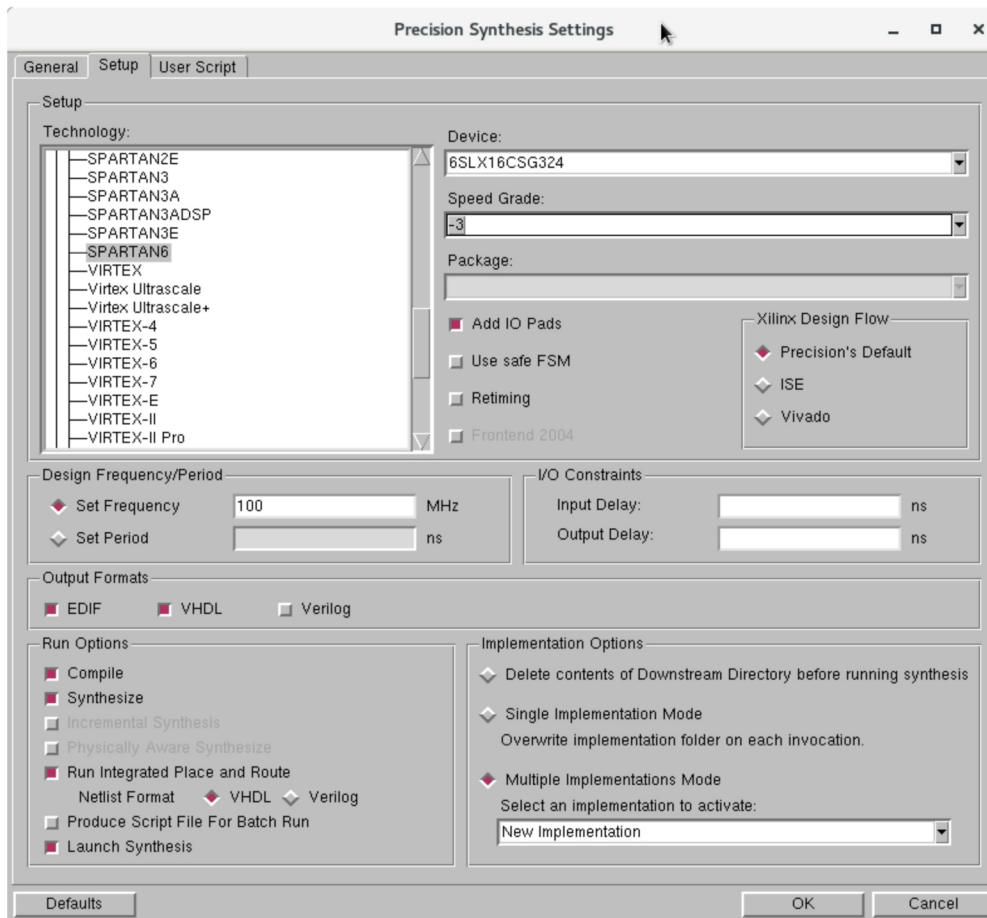 Precision Synthesis Settings
General Setup User Script
Setup
Technology:
SPARTAN2E
SPARTAN3
SPARTAN3A
SPARTAN3ADSP
SPARTAN3E
SPARTAN6
VIRTEX
Virtex Ultrascale
Virtex Ultrascale+
VIRTEX-4
VIRTEX-5
VIRTEX-6
VIRTEX-7
VIRTEX-E
VIRTEX-II
VIRTEX-II Pro
Device:
6SLX16CSG324
Speed Grade:
-3
Package:
Add IO Pads
Use safe FSM
Retiming
Frontend 2004
Xilinx Design Flow
Precision's Default
ISE
Vivado
Design Frequency/Period
Set Frequency 100 MHz
Set Period ns
I/O Constraints
Input Delay: ns
Output Delay: ns
Output Formats
EDIF VHDL Verilog
Run Options
Compile
Synthesize
Incremental Synthesis
Physically Aware Synthesize
Run Integrated Place and Route
Netlist Format VHDL Verilog
Produce Script File For Batch Run
Launch Synthesis
Implementation Options
Delete contents of Downstream Directory before running synthesis
Single Implementation Mode
Overwrite implementation folder on each invocation.
Multiple Implementations Mode
Select an implementation to activate:
New Implementation
Defaults OK Cancel